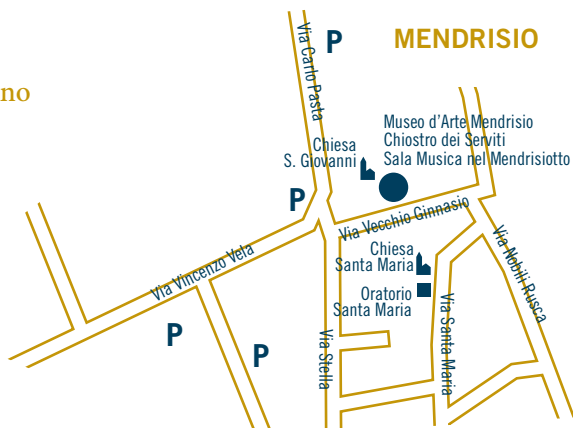 MENDRISIO
no
P
Via Carlo Pasta
Museo d'Arte Mendrisio
Chiostro dei Serviti
Sala Musica nel Mendrisiotto
Chiesa
S. Giovanni
P
Via Vecchio Ginnasio
Via Vincenzo Vela
Chiesa
Santa Maria
Via Nobili Rusca
Oratorio
Santa Maria
P
P
Via Stella
Via Santa Maria